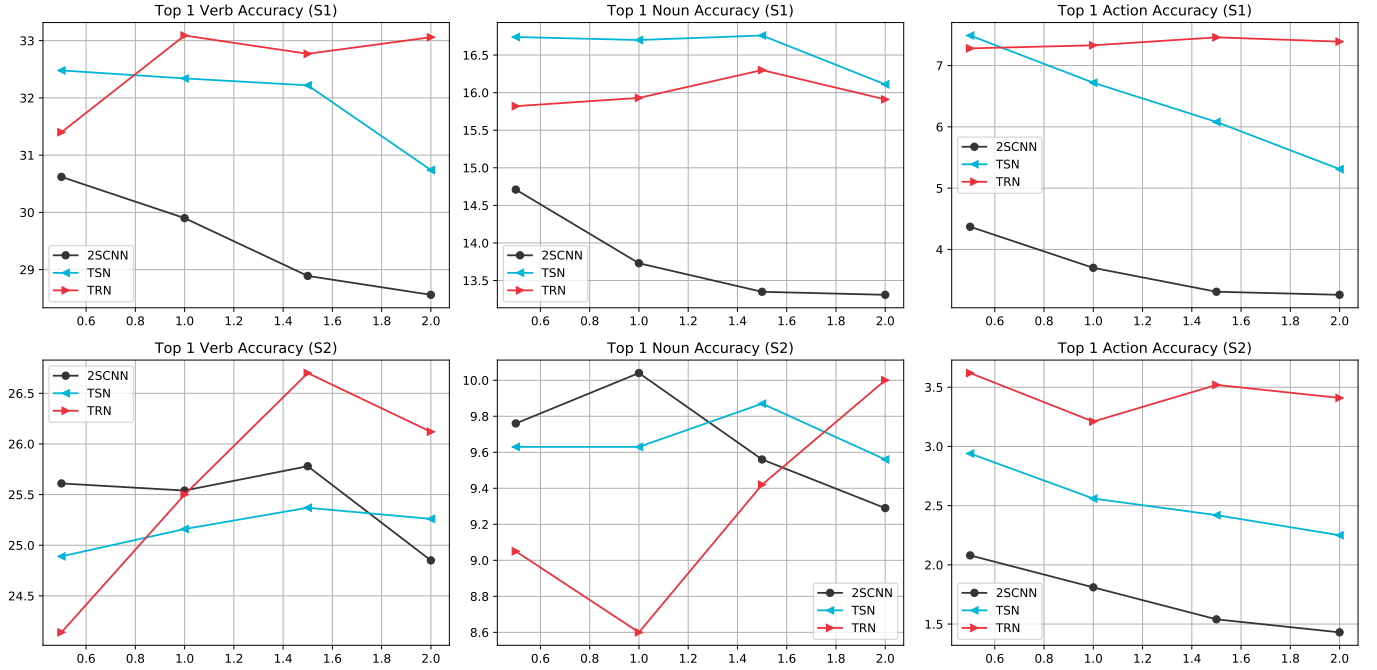 Top 1 Verb Accuracy (S1)
33
32
31
30
29
2SCNN
TSN
TRN
0.6 0.8 1.0 1.2 1.4 1.6 1.8 2.0
Top 1 Noun Accuracy (S1)
16.5
16.0
15.5
15.0
14.5
14.0
13.5
2SCNN
TSN
TRN
0.6 0.8 1.0 1.2 1.4 1.6 1.8 2.0
Top 1 Action Accuracy (S1)
7
6
5
4
2SCNN
TSN
TRN
0.6 0.8 1.0 1.2 1.4 1.6 1.8 2.0
Top 1 Verb Accuracy (S2)
26.5
26.0
25.5
25.0
24.5
2SCNN
TSN
TRN
0.6 0.8 1.0 1.2 1.4 1.6 1.8 2.0
Top 1 Noun Accuracy (S2)
10.0
9.8
9.6
9.4
9.2
9.0
8.8
8.6
2SCNN
TSN
TRN
0.6 0.8 1.0 1.2 1.4 1.6 1.8 2.0
Top 1 Action Accuracy (S2)
3.5
3.0
2.5
2.0
1.5
2SCNN
TSN
TRN
0.6 0.8 1.0 1.2 1.4 1.6 1.8 2.0